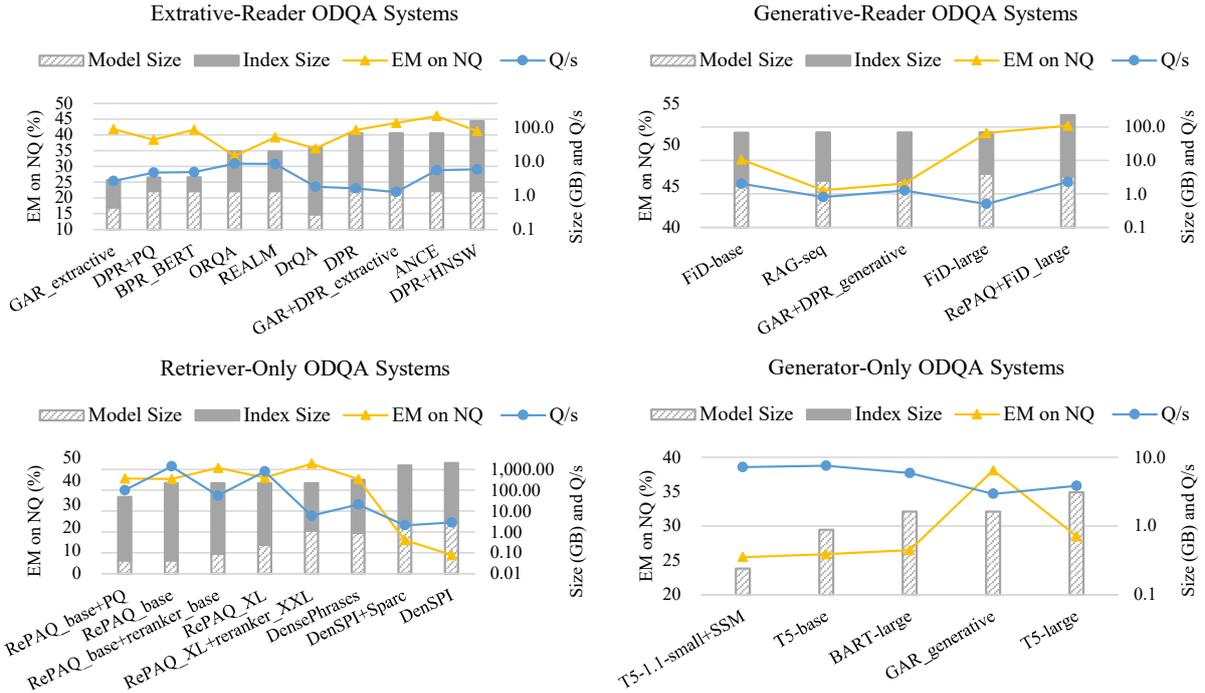 Extrative-Reader ODQA Systems
Model Size Index Size EM on NQ Q/s
EM on NQ (%)
50
45
40
35
30
25
20
15
10
100.0
10.0
1.0
0.1
Size (GB) and Q/s
GAR_extractive
DPR+PQ
BPR_BERT
ORQA
REALM
DrQA
DPR
GAR+DPR_extractive
ANCE
DPR+HNSW
Generative-Reader ODQA Systems
Model Size Index Size EM on NQ Q/s
EM on NQ (%)
55
50
45
40
100.0
10.0
1.0
0.1
Size (GB) and Q/s
FiD-base
RAG-seq
GAR+DPR_generative
FiD-large
RePAQ+FiD_large
Retriever-Only ODQA Systems
Model Size Index Size EM on NQ Q/s
EM on NQ (%)
50
40
30
20
10
0
1,000.00
100.00
10.00
1.00
0.10
0.01
Size (GB) and Q/s
RePAQ_base+PQ
RePAQ_base
RePAQ_base+reranker_base
RePAQ_XL
RePAQ_XL+reranker_XXL
DensePhrases
DenSPI+Sparc
DenSPI
Generator-Only ODQA Systems
Model Size Index Size EM on NQ Q/s
EM on NQ (%)
40
35
30
25
20
10.0
1.0
0.1
Size (GB) and Q/s
T5-1.1-small+SSM
T5-base
BART-large
GAR_generative
T5-large